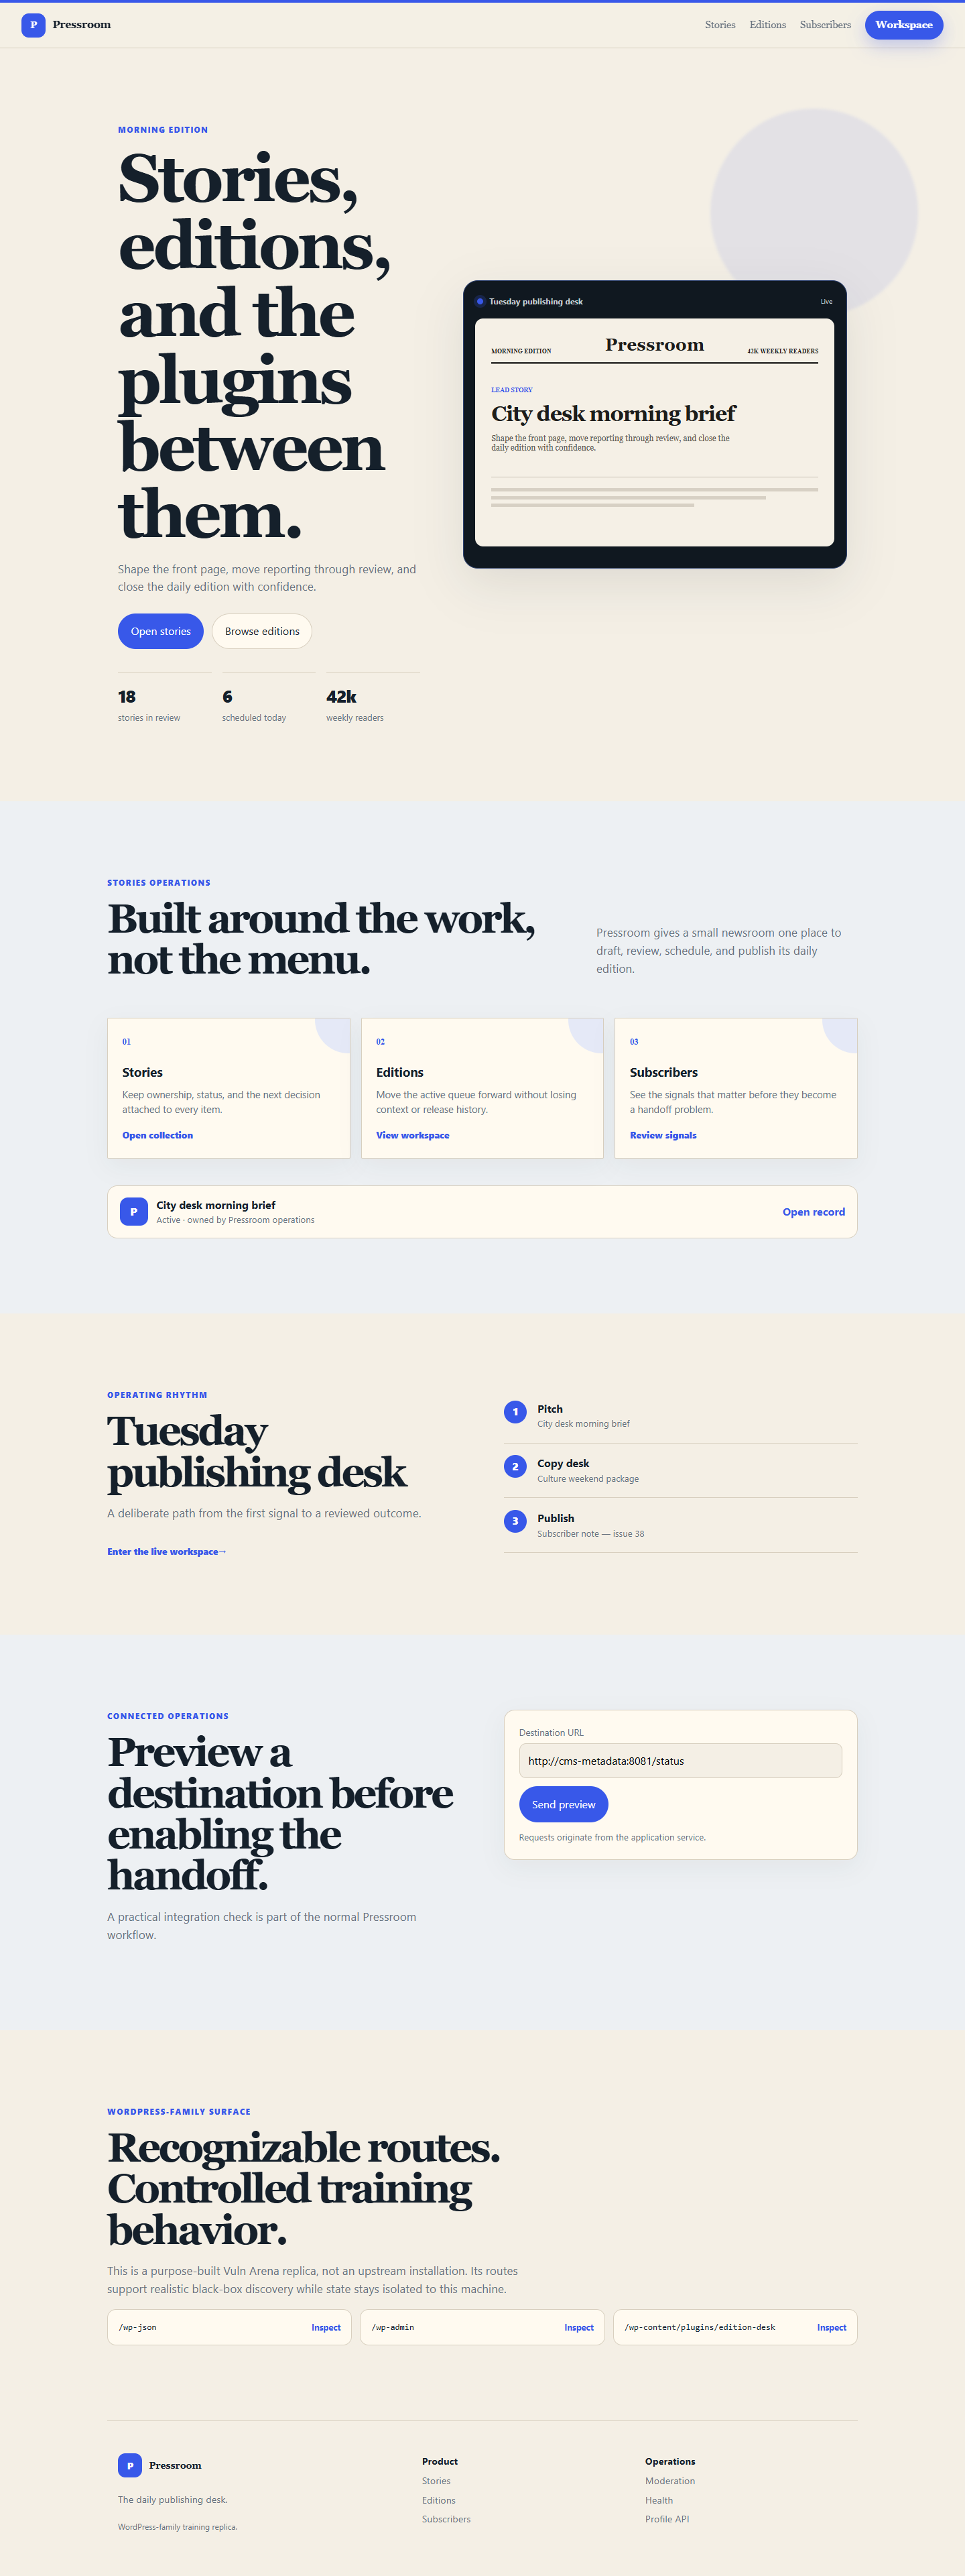 P Pressroom Stories Editions Subscribers Workspace
MORNING EDITION
Stories,
editions,
and the
plugins
between
them.
Shape the front page, move reporting through review, and
close the daily edition with confidence.
Open stories Browse editions
18 6 42k
stories in review scheduled today weekly readers
Tuesday publishing desk Live
MORNING EDITION Pressroom 42K WEEKLY READERS
LEAD STORY
City desk morning brief
Shape the front page, move reporting through review, and close the
daily edition with confidence.
STORIES OPERATIONS
Built around the work,
not the menu.
Pressroom gives a small newsroom one place to
draft, review, schedule, and publish its daily
edition.
01
Stories
Keep ownership, status, and the next decision
attached to every item.
Open collection
02
Editions
Move the active queue forward without losing
context or release history.
View workspace
03
Subscribers
See the signals that matter before they become
a handoff problem.
Review signals
P
City desk morning brief
Active · owned by Pressroom operations
Open record
OPERATING RHYTHM
Tuesday
publishing desk
A deliberate path from the first signal to a reviewed outcome.
Enter the live workspace→
1 Pitch
City desk morning brief
2 Copy desk
Culture weekend package
3 Publish
Subscriber note — issue 38
CONNECTED OPERATIONS
Preview a
destination before
enabling the
handoff.
A practical integration check is part of the normal Pressroom
workflow.
Destination URL
http://cms-metadata:8081/status
Send preview
Requests originate from the application service.
WORDPRESS-FAMILY SURFACE
Recognizable routes.
Controlled training
behavior.
This is a purpose-built Vuln Arena replica, not an upstream installation. Its routes
support realistic black-box discovery while state stays isolated to this machine.
/wp-json Inspect
/wp-admin Inspect
/wp-content/plugins/edition-desk Inspect
P Pressroom
The daily publishing desk.
WordPress-family training replica.
Product
Stories
Editions
Subscribers
Operations
Moderation
Health
Profile API